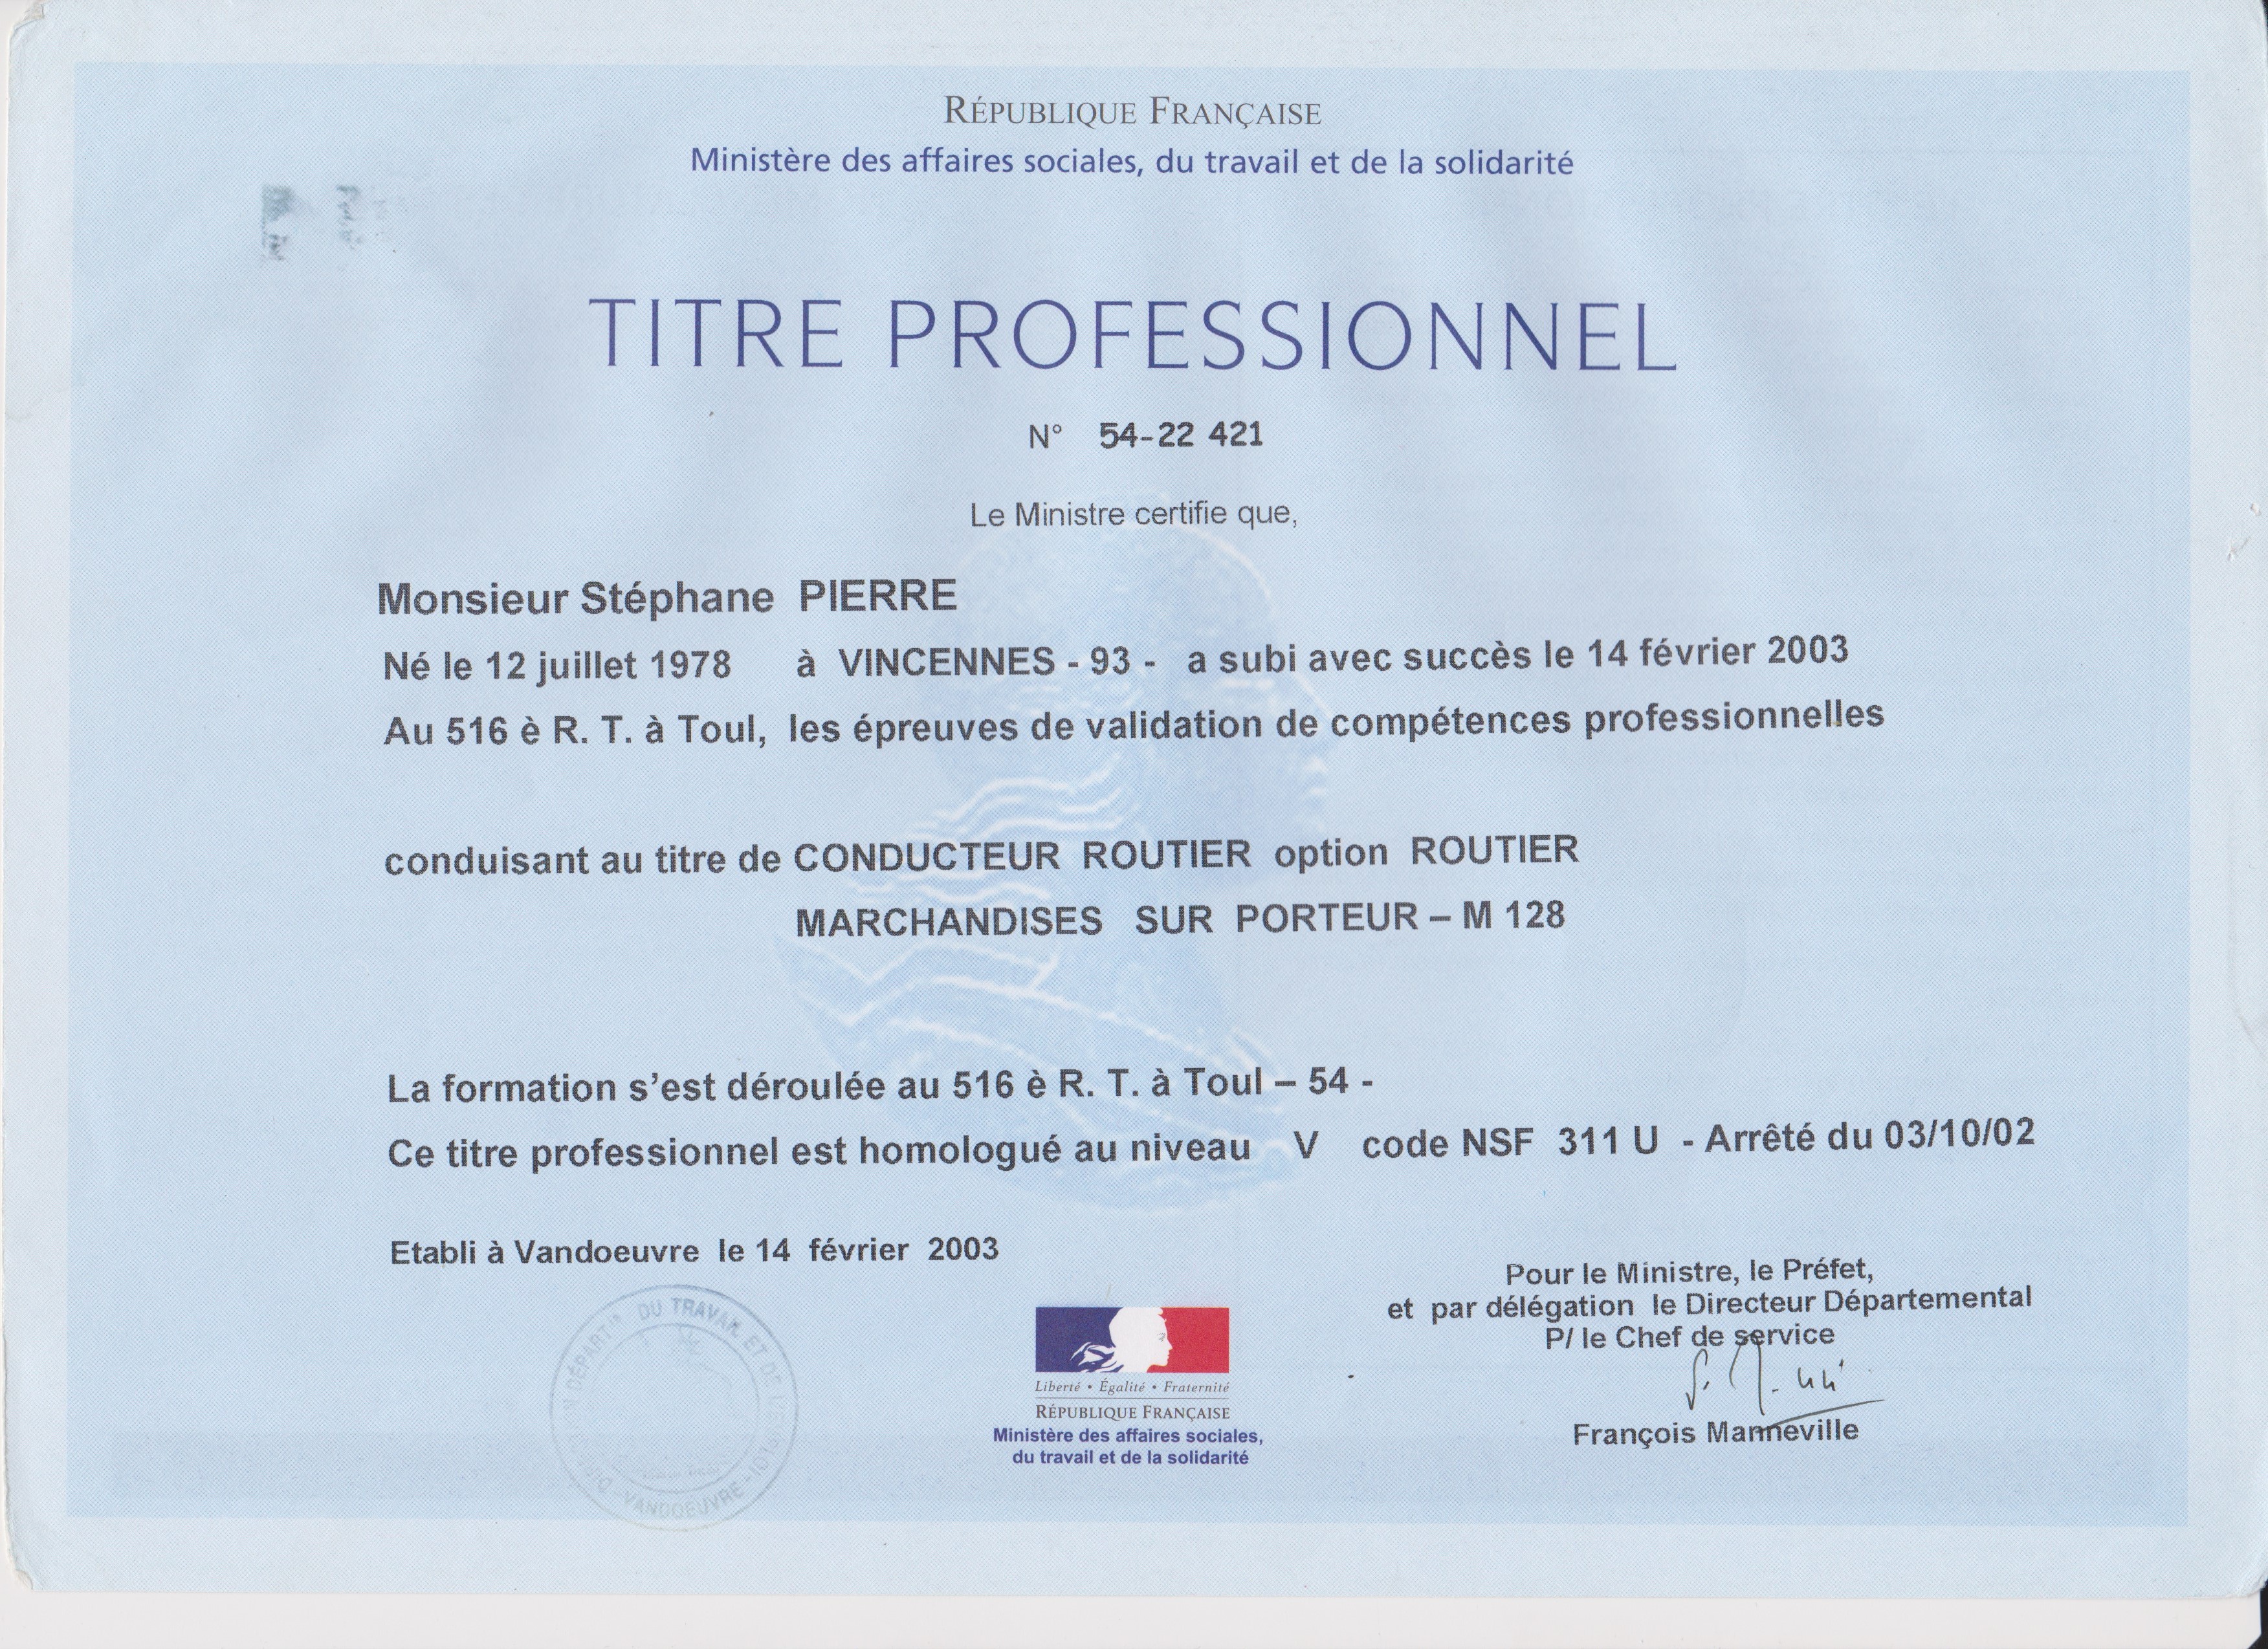 RÉPUBLIQUE FRANÇAISE
Ministère des affaires sociales, du travail et de la solidarité
TITRE PROFESSIONNEL
N° 54-22 421
Le Ministre certifie que,
Monsieur Stéphane PIERRE
Né le 12 juillet 1978 à VINCENNES - 93 - a subi avec succès le 14 février 2003
Au 516 è R. T. à Toul, les épreuves de validation de compétences professionnelles
conduisant au titre de CONDUCTEUR ROUTIER option ROUTIER
MARCHANDISES SUR PORTEUR – M 128
La formation s’est déroulée au 516 è R. T. à Toul – 54 -
Ce titre professionnel est homologué au niveau V code NSF 311 U - Arrêté du 03/10/02
Etabli à Vandoeuvre le 14 février 2003
DU TRAVAIL ET DE L'EMPLOI
VANDOEUVRE
Liberté • Égalité • Fraternité
RÉPUBLIQUE FRANÇAISE
Ministère des affaires sociales,
du travail et de la solidarité
Pour le Ministre, le Préfet,
et par délégation le Directeur Départemental
P/ le Chef de service
François Manneville